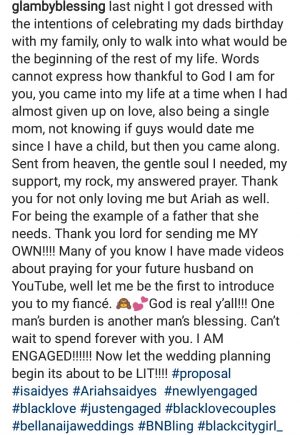 glambyblessing last night I got dressed with
the intentions of celebrating my dads birthday
with my family, only to walk into what would be
the beginning of the rest of my life. Words
cannot express how thankful to God I am for
you, you came into my life at a time when I had
almost given up on love, also being a single
mom, not knowing if guys would date me
since I have a child, but then you came along.
Sent from heaven, the gentle soul I needed, my
support, my rock, my answered prayer. Thank
you for not only loving me but Ariah as well.
For being the example of a father that she
needs. Thank you lord for sending me MY
OWN!!!! Many of you know I have made videos
about praying for your future husband on
YouTube, well let me be the first to introduce
you to my fiancé. 🙈💕God is real y’all!!! One
man’s burden is another man’s blessing. Can’t
wait to spend forever with you. I AM
ENGAGED!!!!!! Now let the wedding planning
begin its about to be LIT!!!! #proposal
#isaidyes #Ariahsaidyes #newlyengaged
#blacklove #justengaged #blacklovecouples
#bellanaijaweddings #BNBling #blackcitygirl_